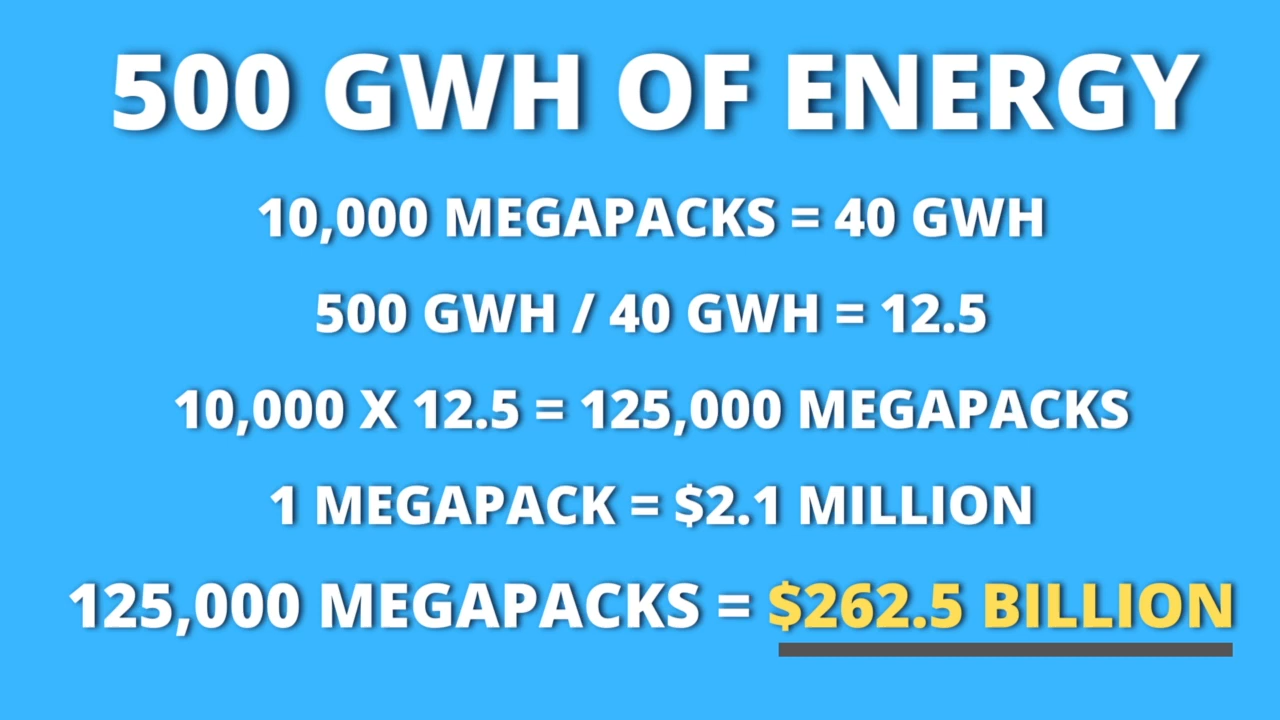 500 GWH OF ENERGY
10,000 MEGAPACKS = 40 GWH
500 GWH / 40 GWH = 12.5
10,000 X 12.5 = 125,000 MEGAPACKS
1 MEGAPACK = $2.1 MILLION
125,000 MEGAPACKS = $262.5 BILLION